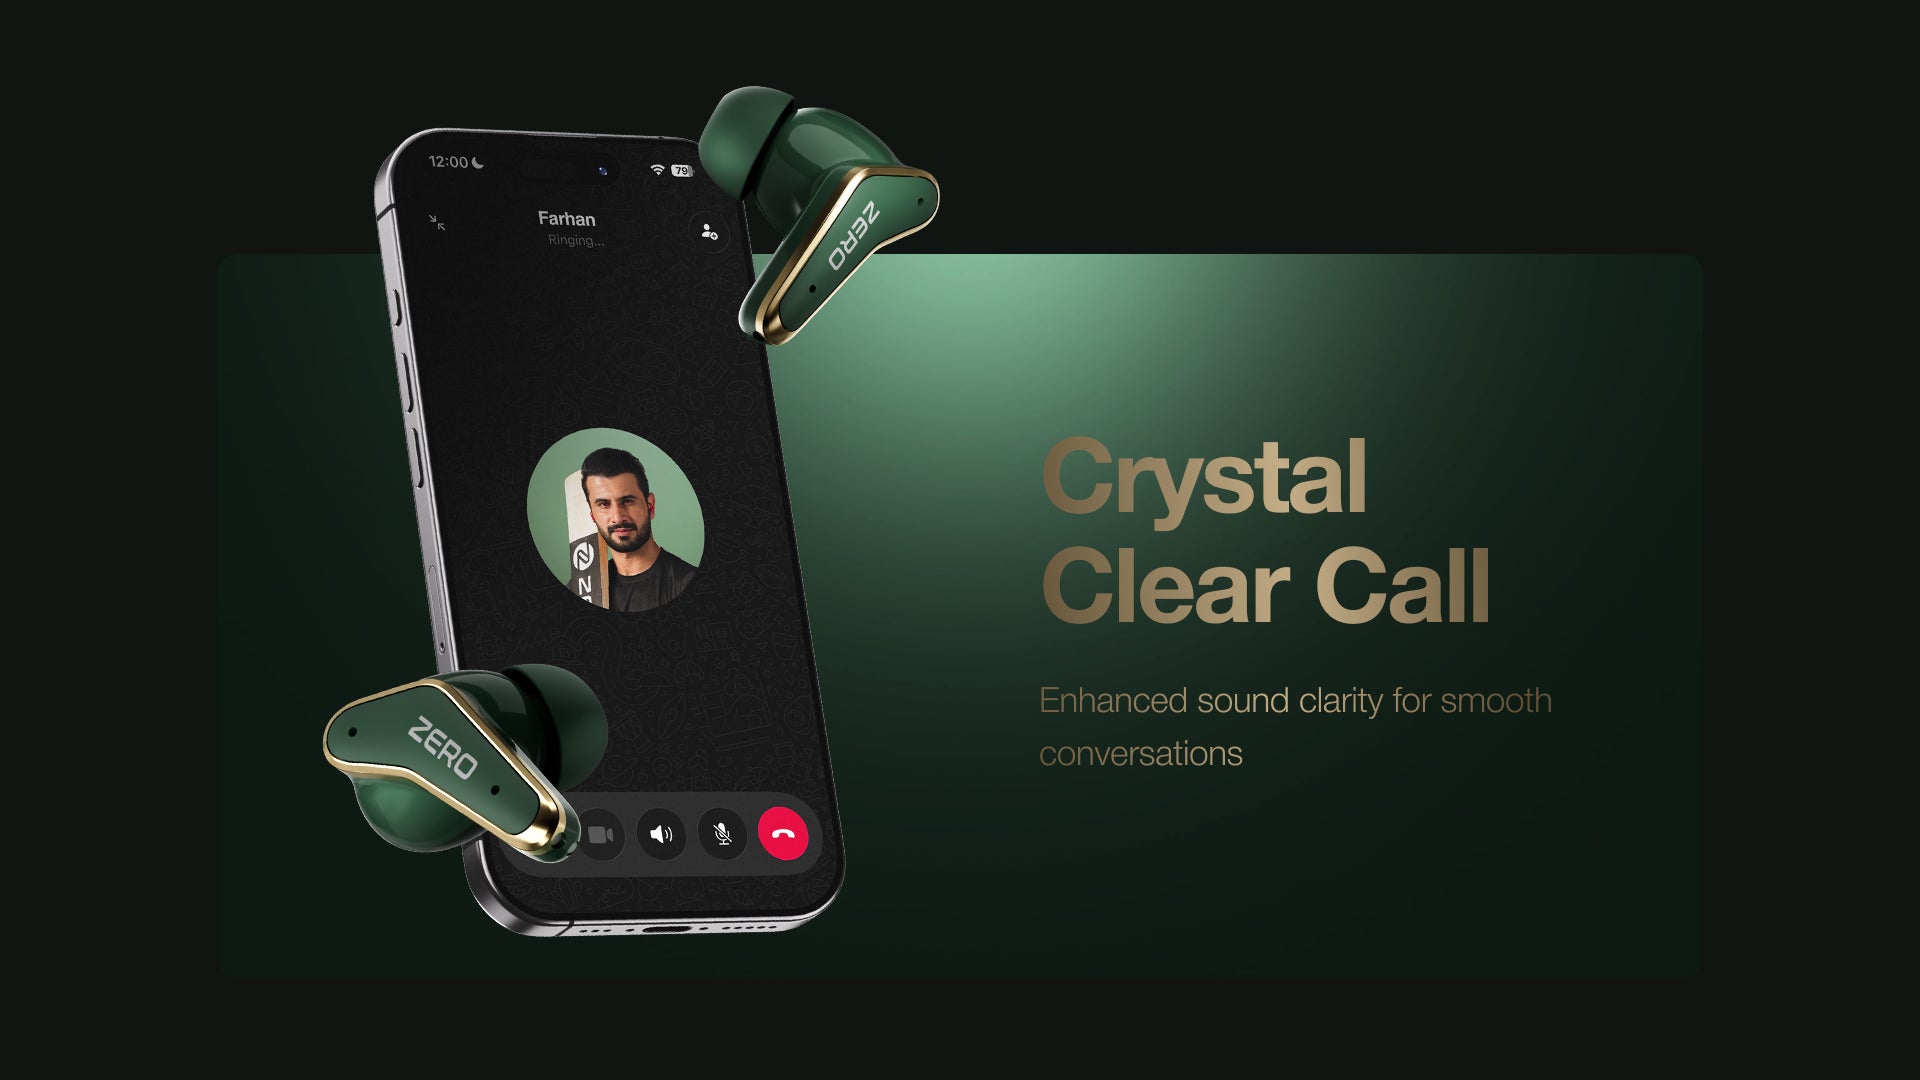 12:00
79
Farhan
Ringing...
ZERO
Crystal
Clear Call
Enhanced sound clarity for smooth
conversations
ZERO